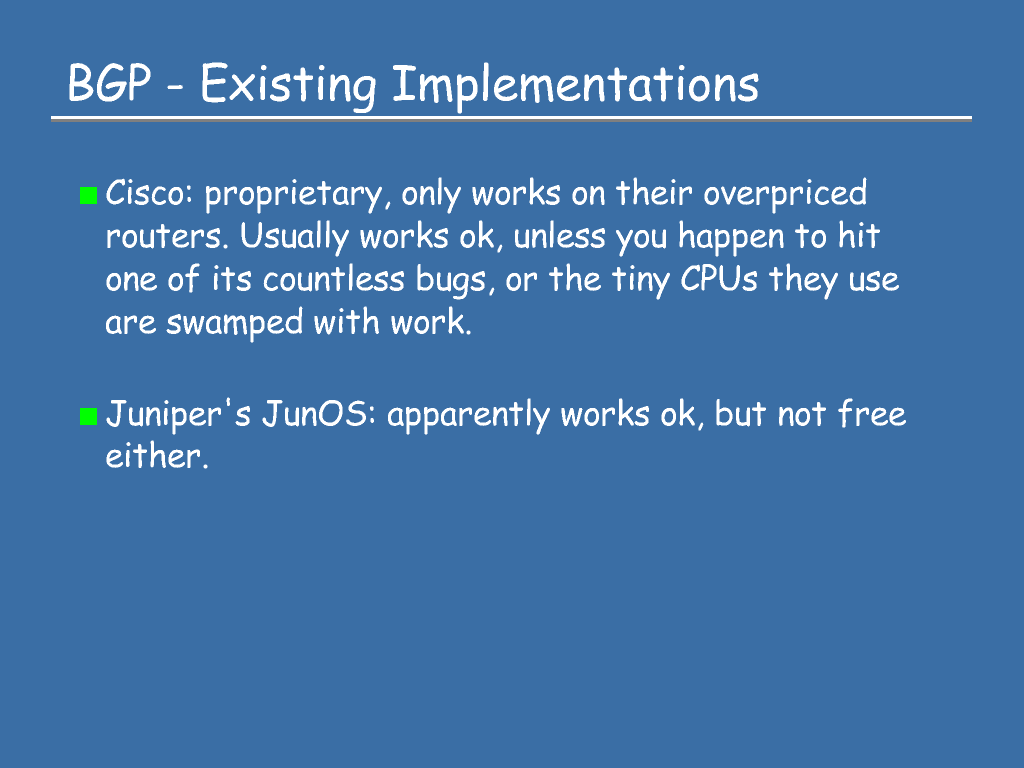 BGP - Existing Implementations
Cisco: proprietary, only works on their overpriced
routers. Usually works ok, unless you happen to hit
one of its countless bugs, or the tiny CPUs they use
are swamped with work.
Juniper's JunOS: apparently works ok, but not free
either.